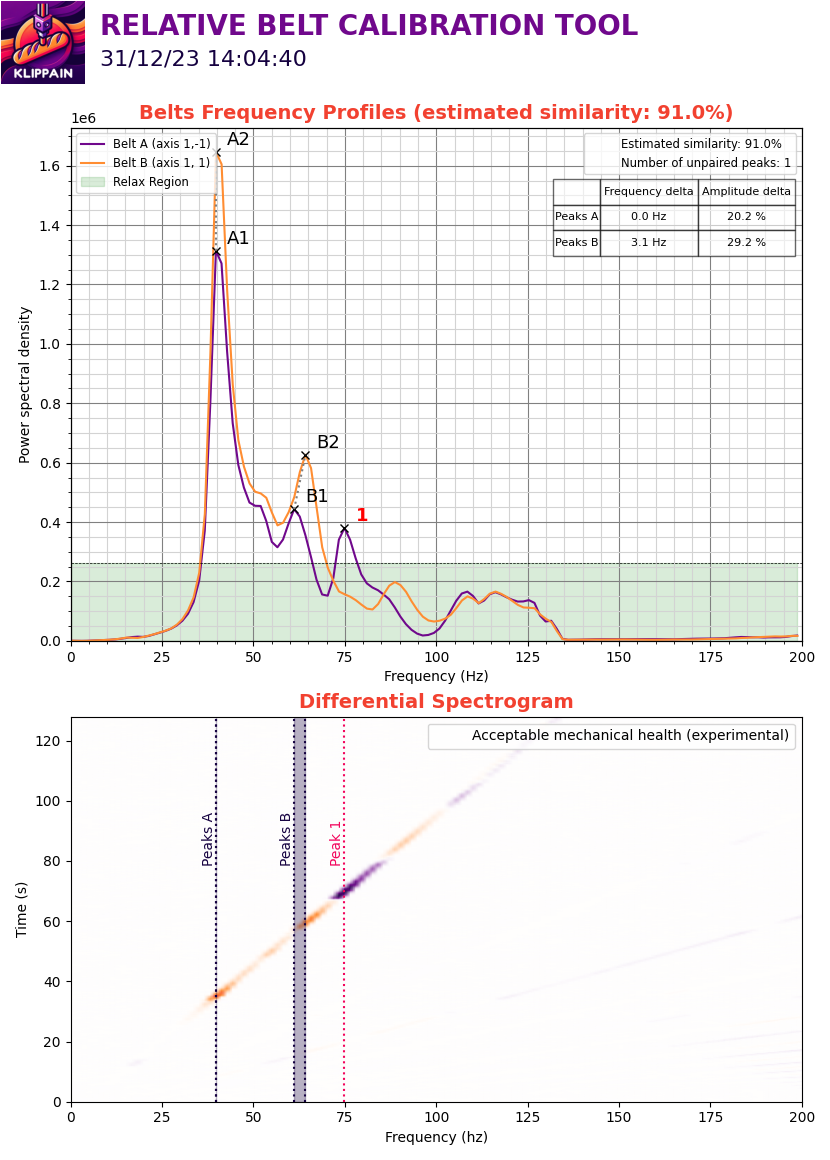 KLIPPAIN
RELATIVE BELT CALIBRATION TOOL
31/12/23 14:04:40
Belts Frequency Profiles (estimated similarity: 91.0%)
1e6
Belt A (axis 1,-1)
Belt B (axis 1, 1)
Relax Region
Estimated similarity: 91.0%
Number of unpaired peaks: 1
Frequency delta Amplitude delta
Peaks A 0.0 Hz 20.2 %
Peaks B 3.1 Hz 29.2 %
A2
A1
B2
B1
1
Power spectral density
1.6
1.4
1.2
1.0
0.8
0.6
0.4
0.2
0.0
0 25 50 75 100 125 150 175 200
Frequency (Hz)
Differential Spectrogram
Acceptable mechanical health (experimental)
Peaks A
Peaks B
Peak 1
Time (s)
120
100
80
60
40
20
0
0 25 50 75 100 125 150 175 200
Frequency (hz)